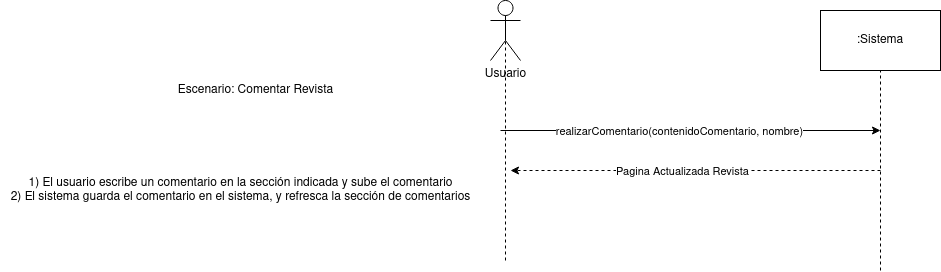 :Sistema
Usuario
Escenario: Comentar Revista
realizarComentario(contenidoComentario, nombre)
Pagina Actualizada Revista
1) El usuario escribe un comentario en la sección indicada y sube el comentario
2) El sistema guarda el comentario en el sistema, y refresca la sección de comentarios